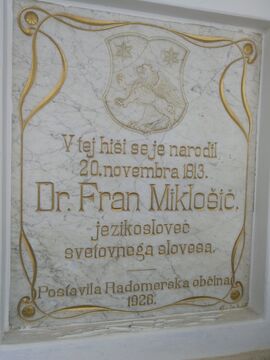 V tej hiši se je narodil
20. novembra 1813.
Dr. Fran Miklošič,
jezikoslovec
svetovnega slovesa.
Postavila Radomerska občina
1926.